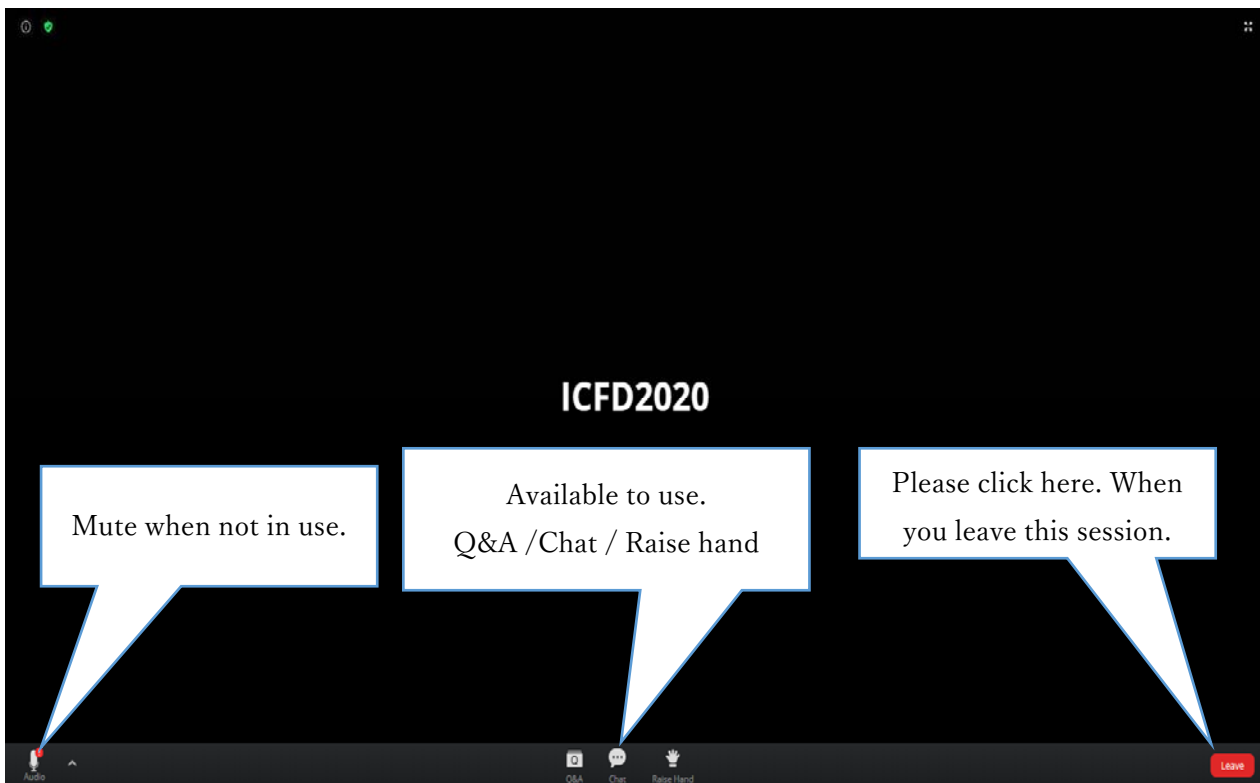 ICFD2020
Mute when not in use.
Available to use.
Q&A /Chat / Raise hand
Please click here. When
you leave this session.
Audio
Q&A
Chat
Raise Hand
Leave